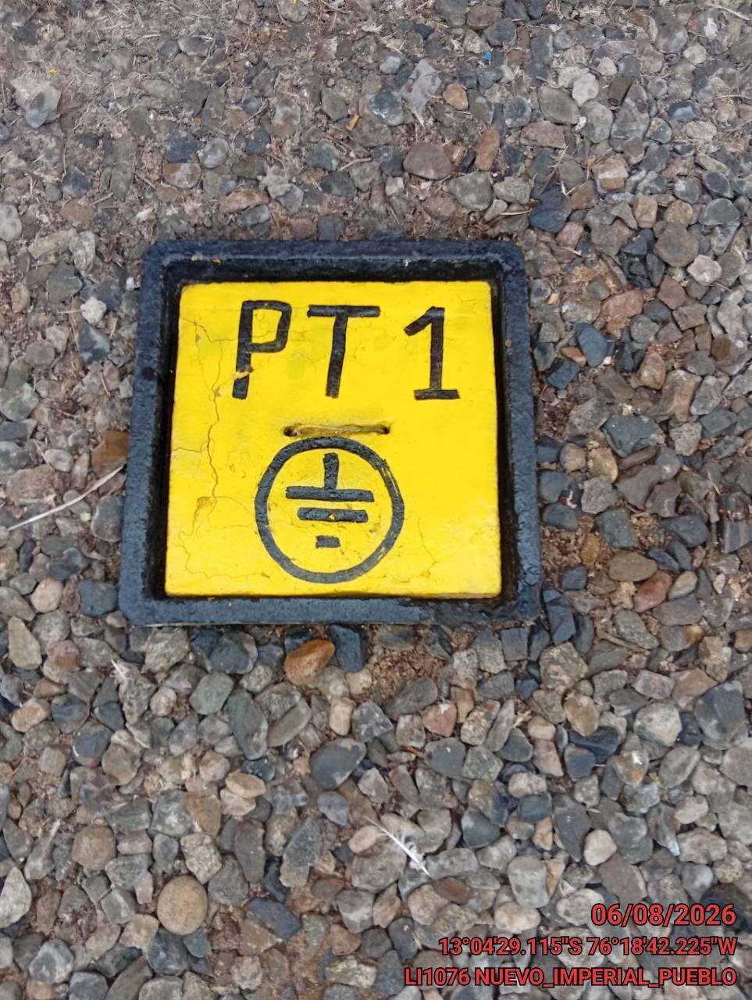 PT1
06/08/2026
13°04'29.115"S 76°18'42.225"W
LI1076 NUEVO_IMPERIAL_PUEBLO